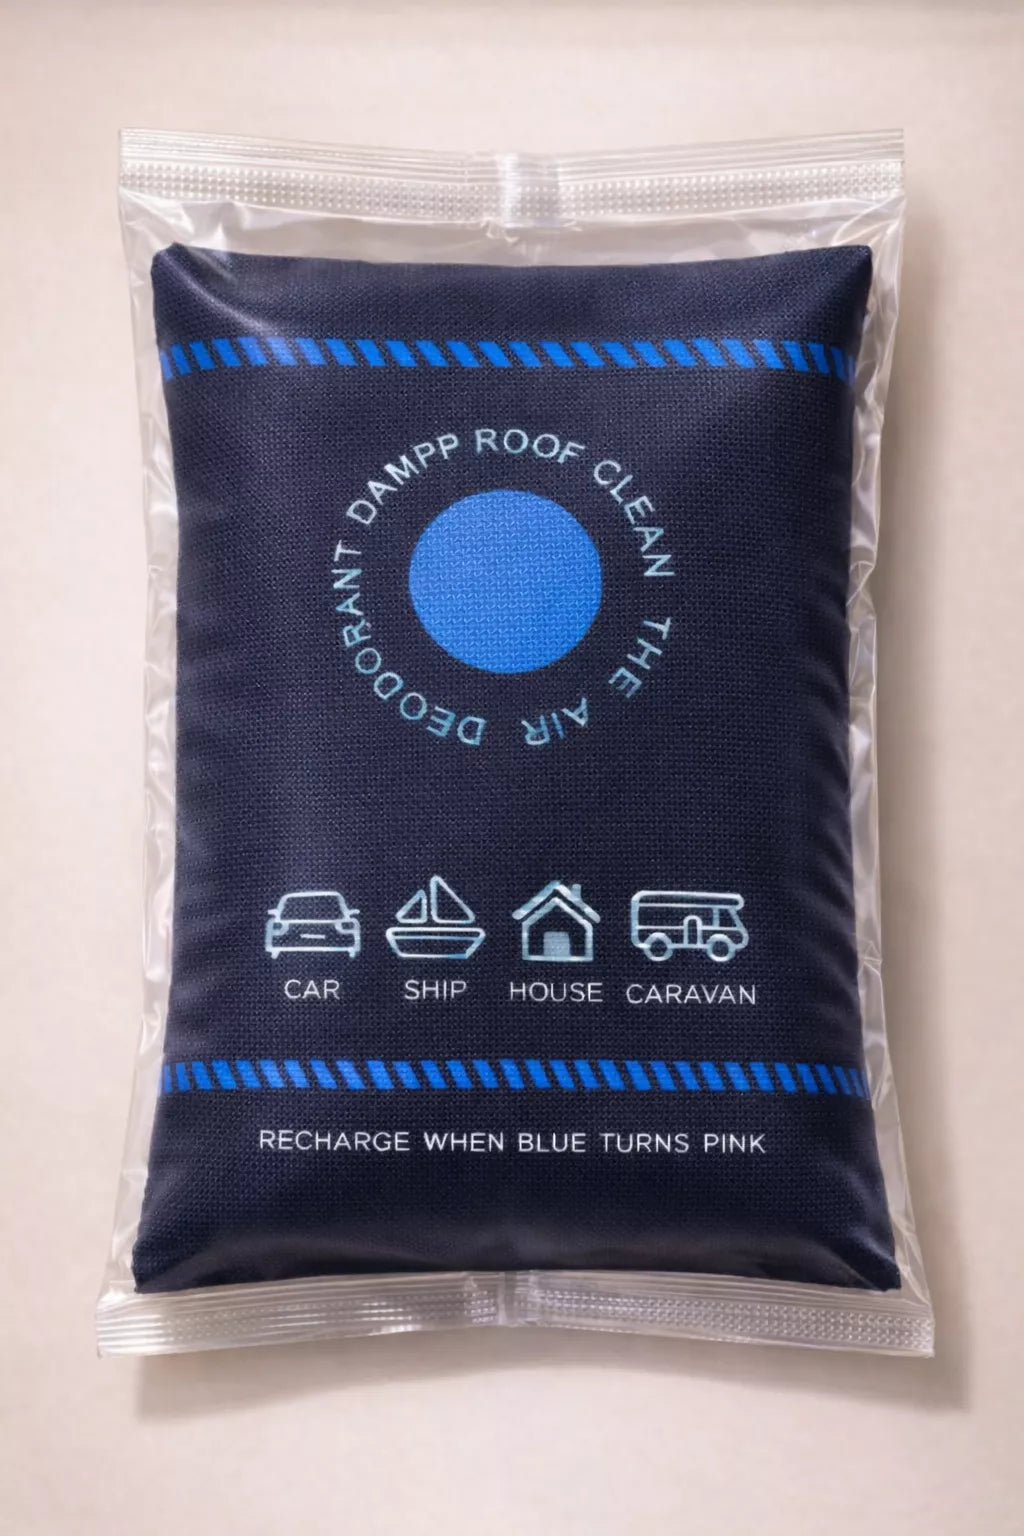 DAMPP ROOF CLEAN THE AIR DEODORANT
CAR SHIP HOUSE CARAVAN
RECHARGE WHEN BLUE TURNS PINK